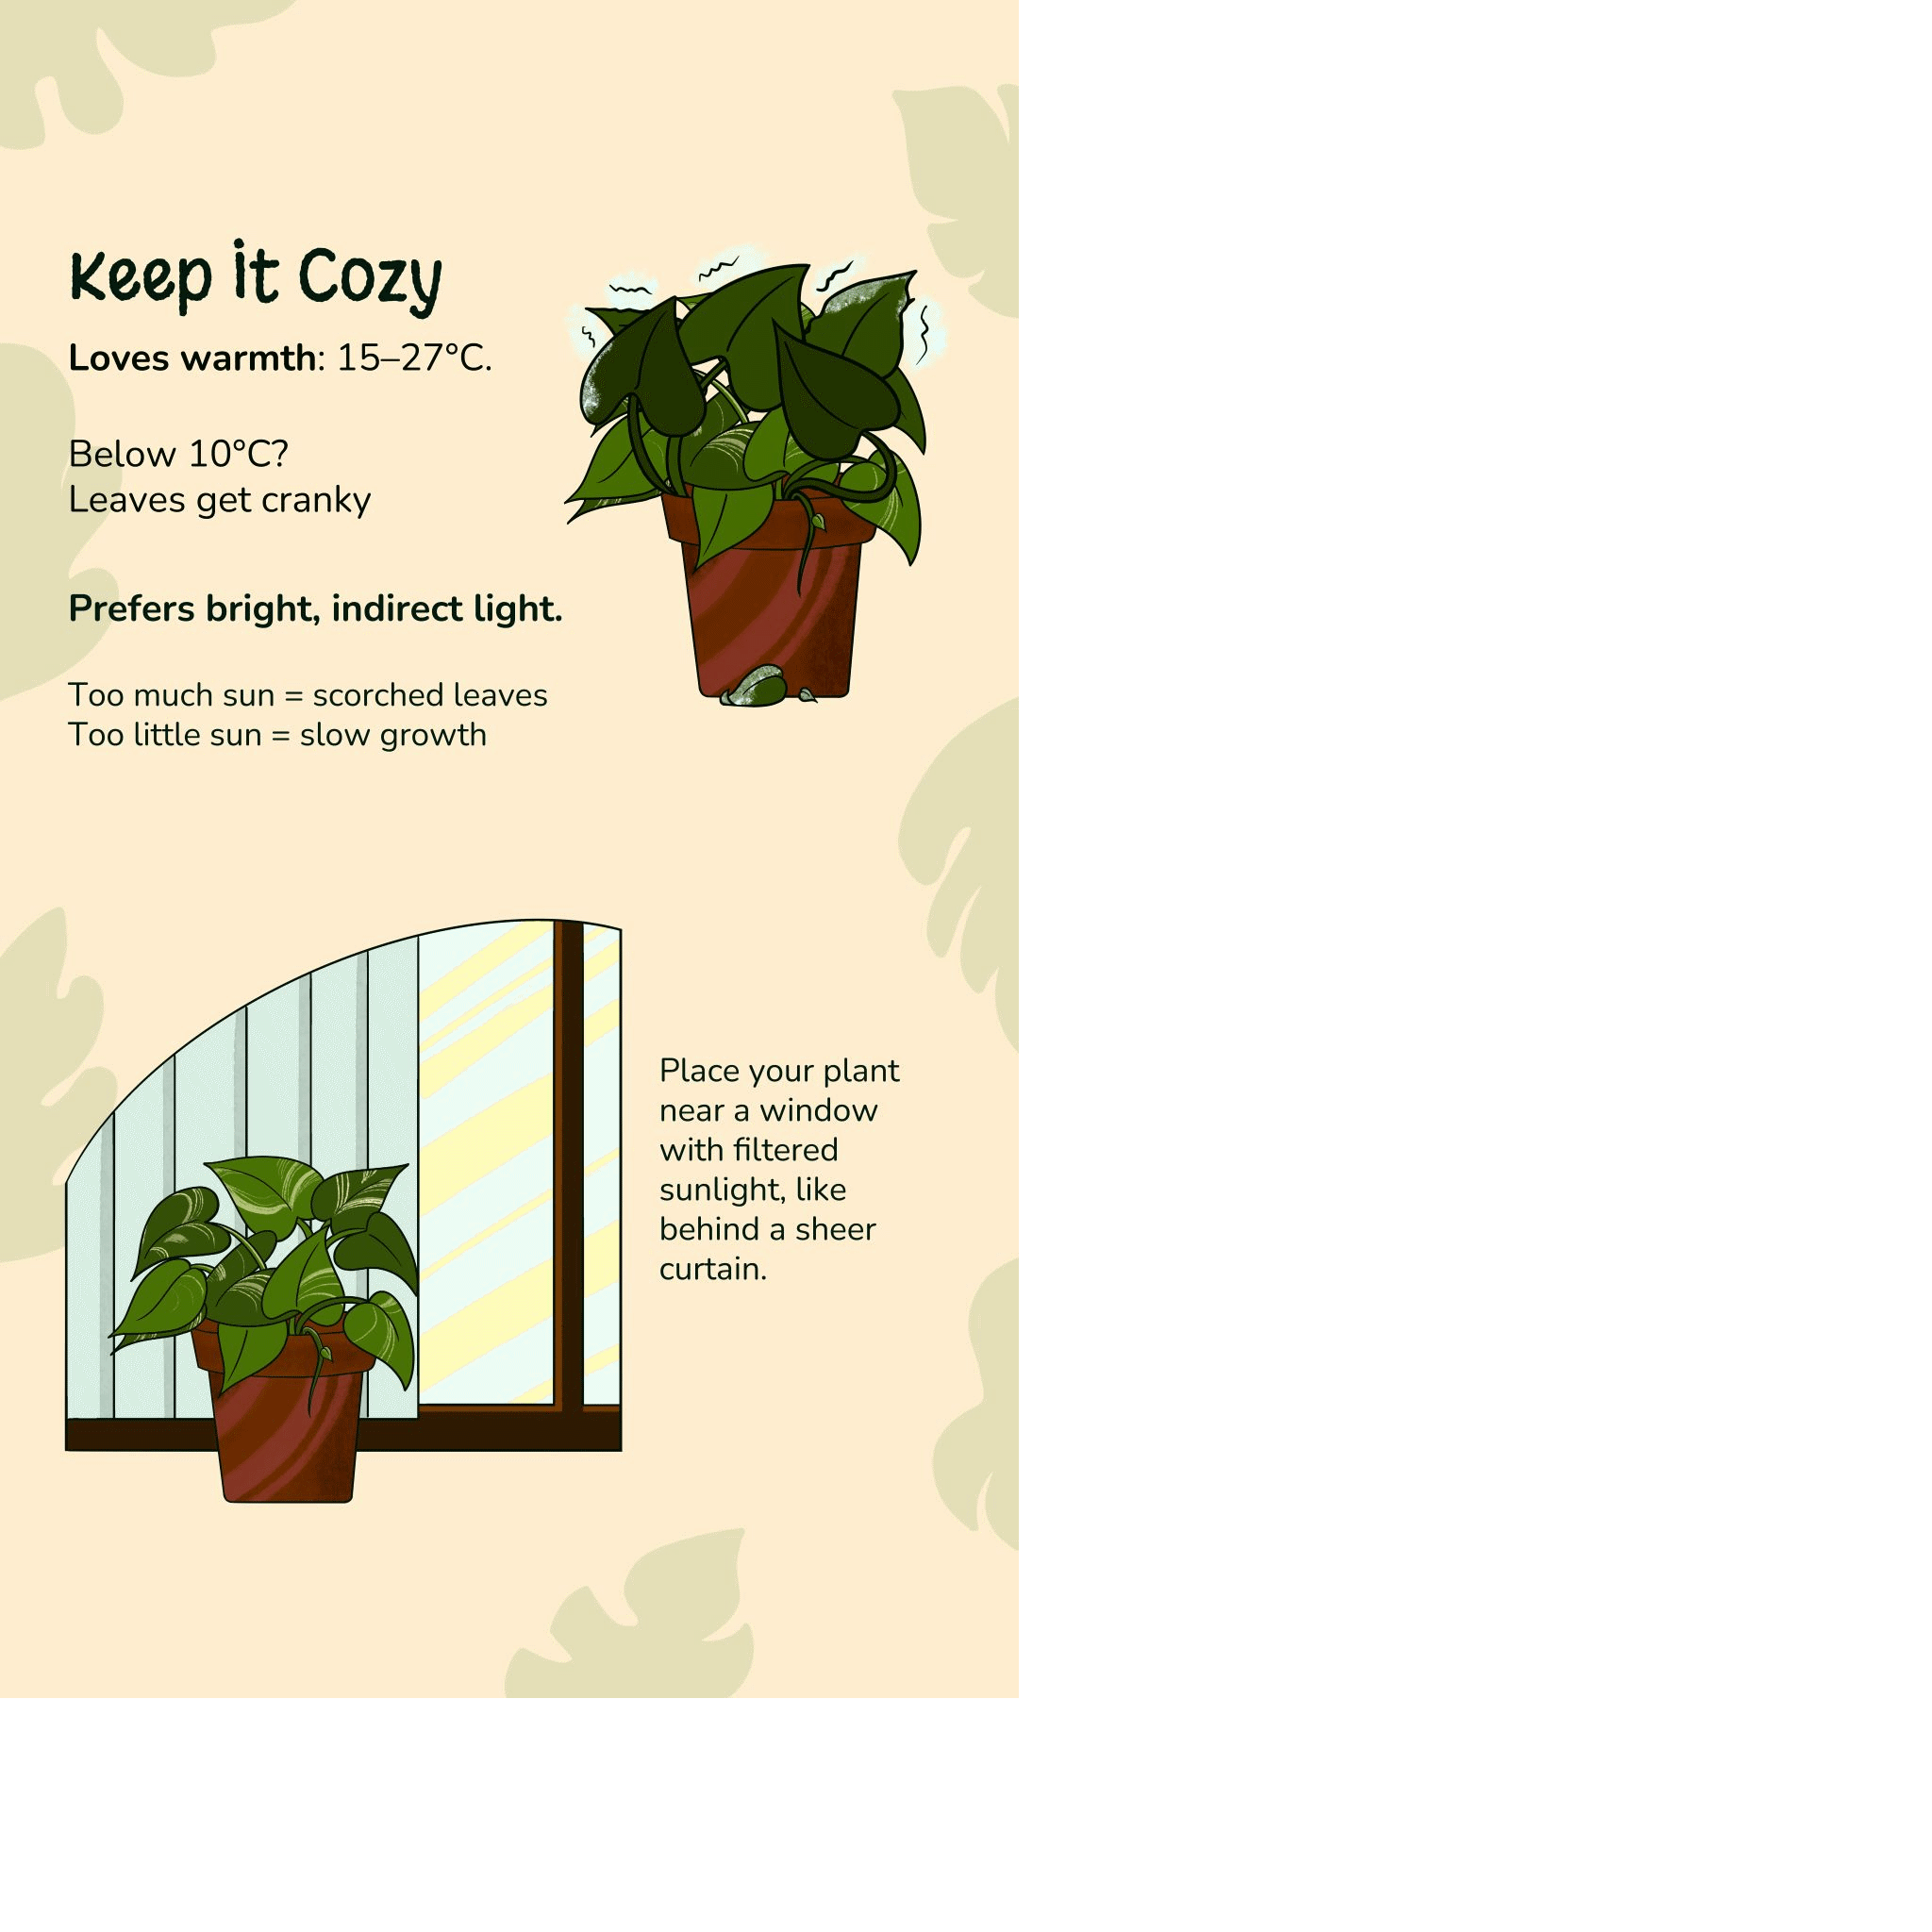 Keep it Cozy
Loves warmth: 15–27°C.
Below 10°C?
Leaves get cranky
Prefers bright, indirect light.
Too much sun = scorched leaves
Too little sun = slow growth
Place your plant
near a window
with filtered
sunlight, like
behind a sheer
curtain.